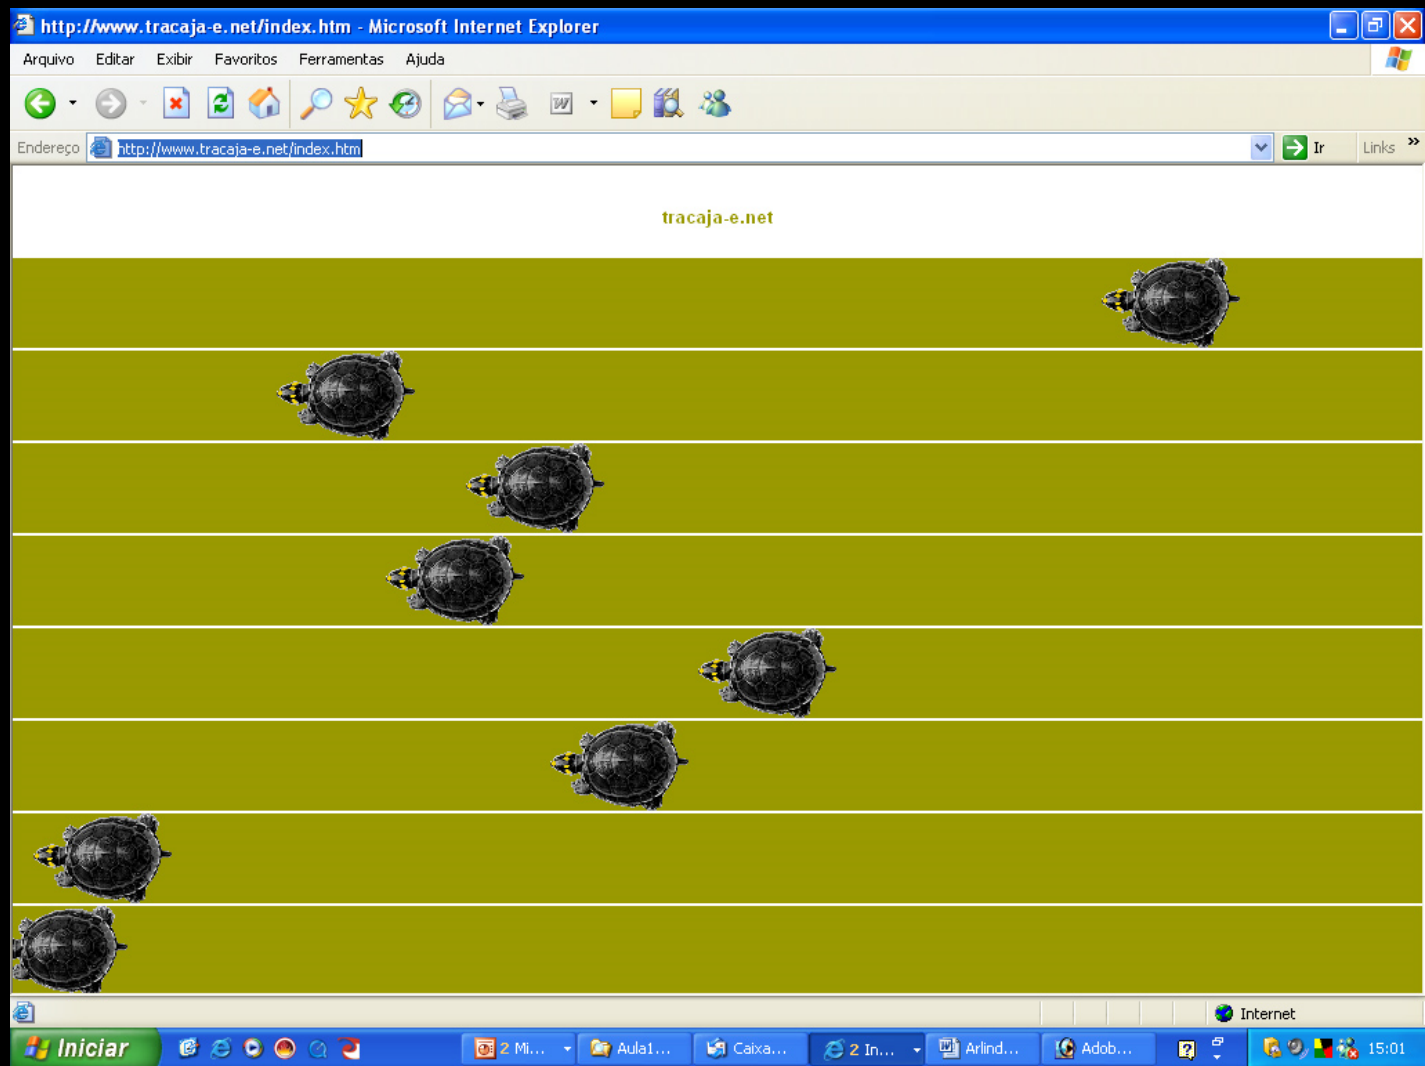 http://www.tracaja-e.net/index.htm - Microsoft Internet Explorer
Arquivo Editar Exibir Favoritos Ferramentas Ajuda
W
Endereço http://www.tracaja-e.net/index.htm Ir Links »
tracaja-e.net
Internet
Iniciar 2 Mi... Aula1... Caixa... 2 In... Arlind... Adob... ? 15:01